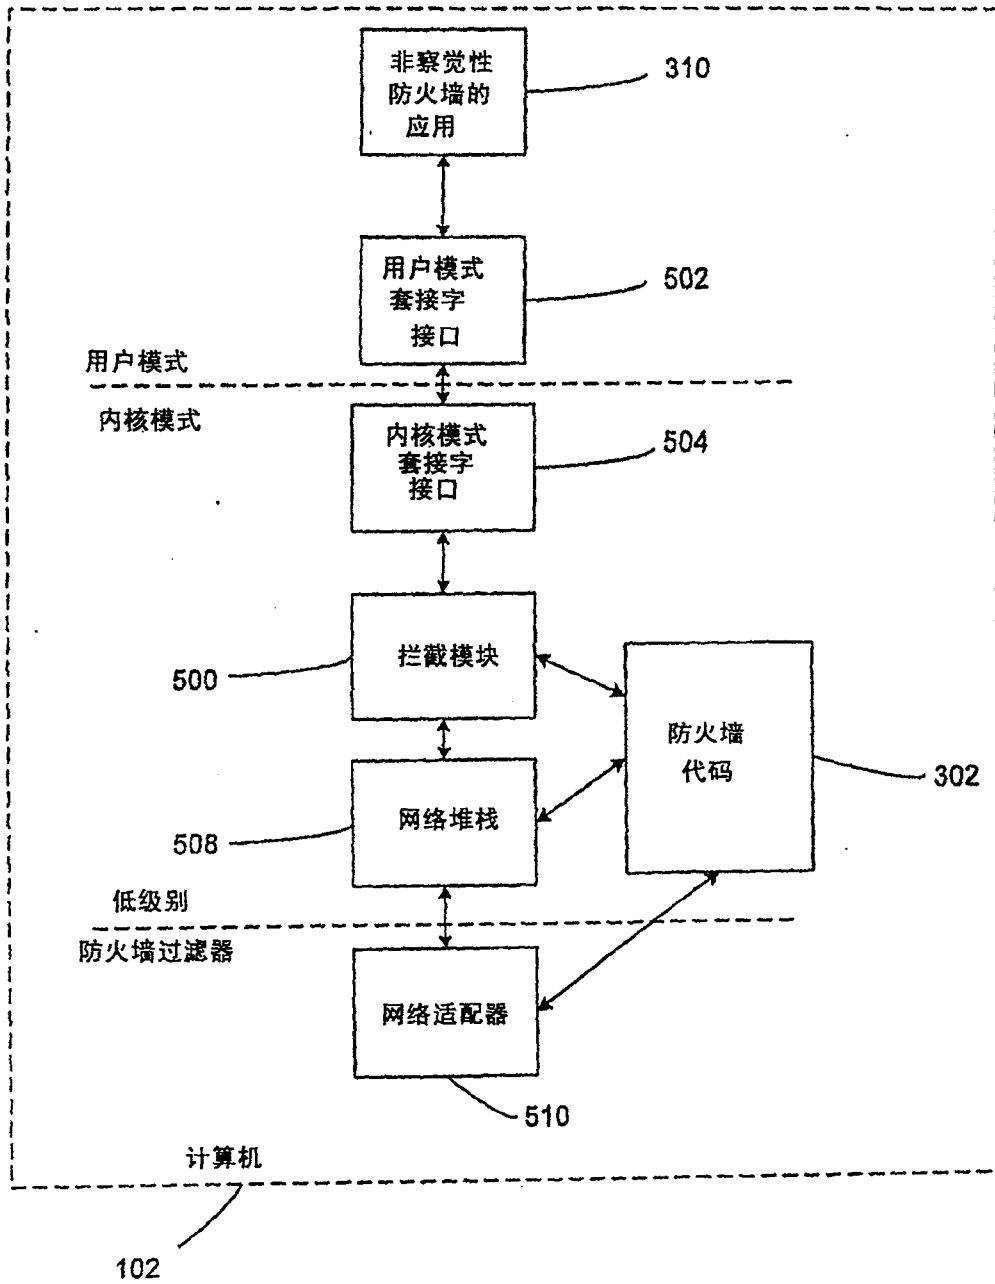 非察觉性
防火墙的
应用
310
用户模式
套接字
接口
502
用户模式
内核模式
内核模式
套接字
接口
504
拦截模块
500
防火墙
代码
302
网络堆栈
508
低级别
防火墙过滤器
网络适配器
510
计算机
102